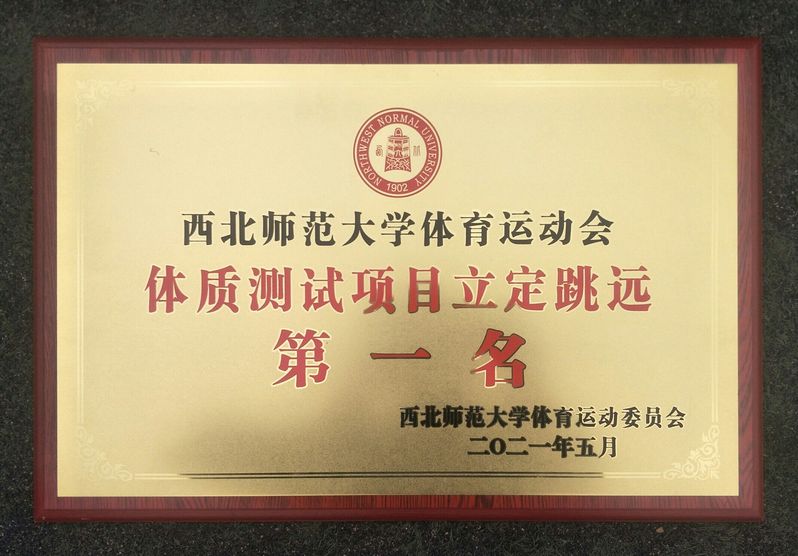 NORTHWEST NORMAL UNIVERSITY
1902
西北师范大学体育运动会
体质测试项目立定跳远
第一名
西北师范大学体育运动委员会
二〇二一年五月